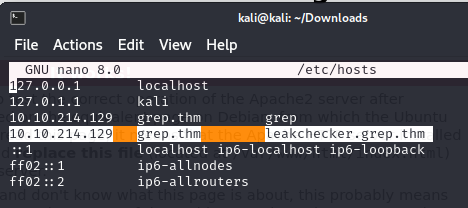 kali@kali: ~/Downloads
File Actions Edit View Help
GNU nano 8.0 /etc/hosts
127.0.0.1 localhost
127.0.1.1 kali
10.10.214.129 grep.thm grep
10.10.214.129 grep.thm leakchecker.grep.thm
::1 localhost ip6-localhost ip6-loopback
ff02::1 ip6-allnodes
ff02::2 ip6-allrouters